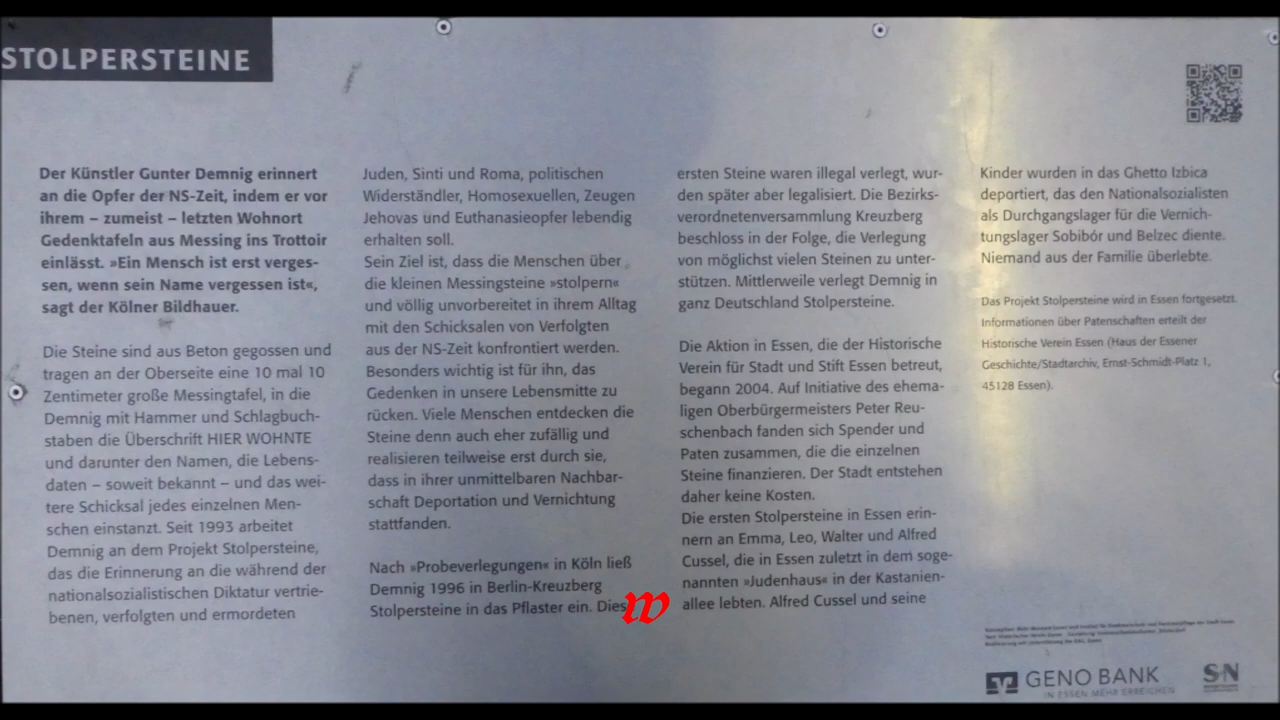 STOLPERSTEINE
Der Künstler Gunter Demnig erinnert
an die Opfer der NS-Zeit, indem er vor
ihrem – zumeist – letzten Wohnort
Gedenktafeln aus Messing ins Trottoir
einlässt. »Ein Mensch ist erst verges-
sen, wenn sein Name vergessen ist«,
sagt der Kölner Bildhauer.
Die Steine sind aus Beton gegossen und
tragen an der Oberseite eine 10 mal 10
Zentimeter große Messingtafel, in die
Demnig mit Hammer und Schlagbuch-
staben die Überschrift HIER WOHNTE
und darunter den Namen, die Lebens-
daten – soweit bekannt – und das wei-
tere Schicksal jedes einzelnen Men-
schen einstanzt. Seit 1993 arbeitet
Demnig an dem Projekt Stolpersteine,
das die Erinnerung an die während der
nationalsozialistischen Diktatur vertrie-
benen, verfolgten und ermordeten
Juden, Sinti und Roma, politischen
Widerständler, Homosexuellen, Zeugen
Jehovas und Euthanasieopfer lebendig
erhalten soll.
Sein Ziel ist, dass die Menschen über
die kleinen Messingsteine »stolpern«
und völlig unvorbereitet in ihrem Alltag
mit den Schicksalen von Verfolgten
aus der NS-Zeit konfrontiert werden.
Besonders wichtig ist für ihn, das
Gedenken in unsere Lebensmitte zu
rücken. Viele Menschen entdecken die
Steine denn auch eher zufällig und
realisieren teilweise erst durch sie,
dass in ihrer unmittelbaren Nachbar-
schaft Deportation und Vernichtung
stattfanden.
Nach »Probeverlegungen« in Köln ließ
Demnig 1996 in Berlin-Kreuzberg
Stolpersteine in das Pflaster ein. Dies
w
ersten Steine waren illegal verlegt, wur-
den später aber legalisiert. Die Bezirks-
verordnetenversammlung Kreuzberg
beschloss in der Folge, die Verlegung
von möglichst vielen Steinen zu unter-
stützen. Mittlerweile verlegt Demnig in
ganz Deutschland Stolpersteine.
Die Aktion in Essen, die der Historische
Verein für Stadt und Stift Essen betreut,
begann 2004. Auf Initiative des ehema-
ligen Oberbürgermeisters Peter Reu-
schenbach fanden sich Spender und
Paten zusammen, die die einzelnen
Steine finanzieren. Der Stadt entstehen
daher keine Kosten.
Die ersten Stolpersteine in Essen erin-
nern an Emma, Leo, Walter und Alfred
Cussel, die in Essen zuletzt in dem soge-
nannten »Judenhaus« in der Kastanien-
allee lebten. Alfred Cussel und seine
Kinder wurden in das Ghetto Izbica
deportiert, das den Nationalsozialisten
als Durchgangslager für die Vernich-
tungslager Sobibór und Belzec diente.
Niemand aus der Familie überlebte.
Das Projekt Stolpersteine wird in Essen fortgesetzt.
Informationen über Patenschaften erteilt der
Historische Verein Essen (Haus der Essener
Geschichte/Stadtarchiv, Ernst-Schmidt-Platz 1,
45128 Essen).
GENO BANK
IN ESSEN MEHR ERREICHEN
S·N